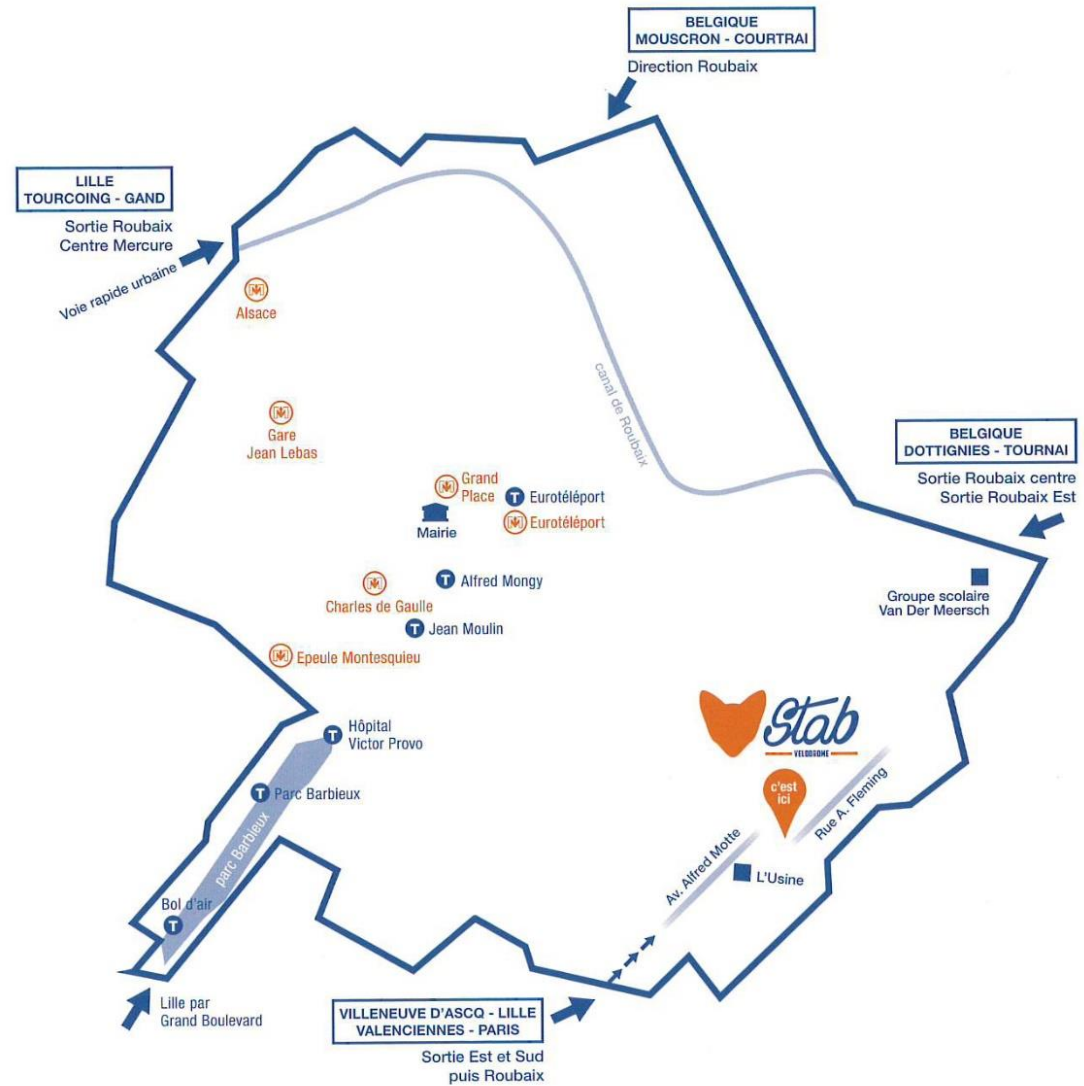 BELGIQUE
MOUSCRON - COURTRAI
Direction Roubaix
LILLE
TOURCOING - GAND
Sortie Roubaix
Centre Mercure
Voie rapide urbaine
Alsace
canal de Roubaix
Gare
Jean Lebas
BELGIQUE
DOTTIGNIES - TOURNAI
Sortie Roubaix centre
Sortie Roubaix Est
Grand
Place
T Eurotéléport
Eurotéléport
Mairie
T Alfred Mongy
Charles de Gaulle
T Jean Moulin
Epeule Montesquieu
Groupe scolaire
Van Der Meersch
Stab
VELODROME
c'est
ici
Rue A. Fleming
Av. Alfred Motte
L'Usine
T Hôpital
Victor Provo
T Parc Barbieux
parc Barbieux
Bol d'air
T
Lille par
Grand Boulevard
VILLENEUVE D'ASCQ - LILLE
VALENCIENNES - PARIS
Sortie Est et Sud
puis Roubaix